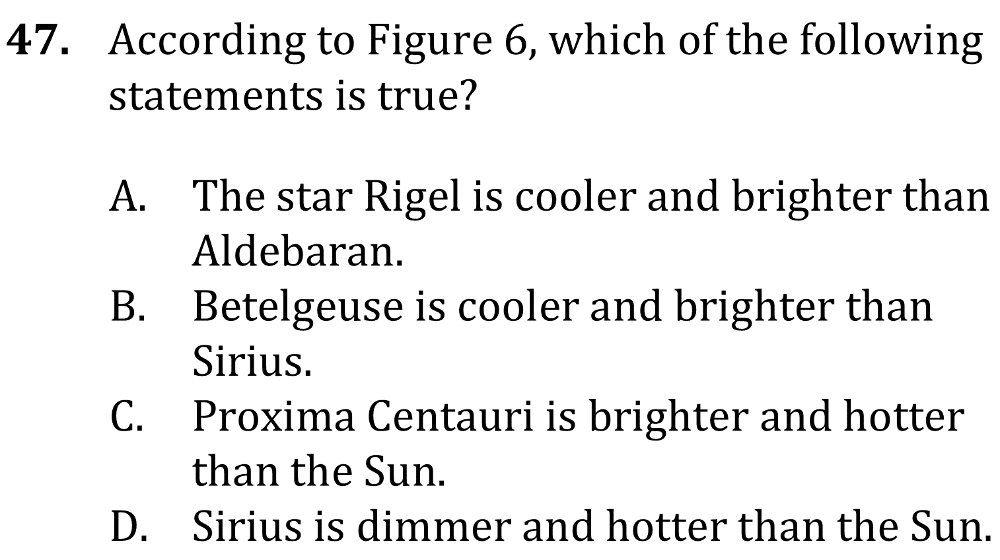 47. According to Figure 6, which of the following
statements is true?
A. The star Rigel is cooler and brighter than
Aldebaran.
B. Betelgeuse is cooler and brighter than
Sirius.
C. Proxima Centauri is brighter and hotter
than the Sun.
D. Sirius is dimmer and hotter than the Sun.